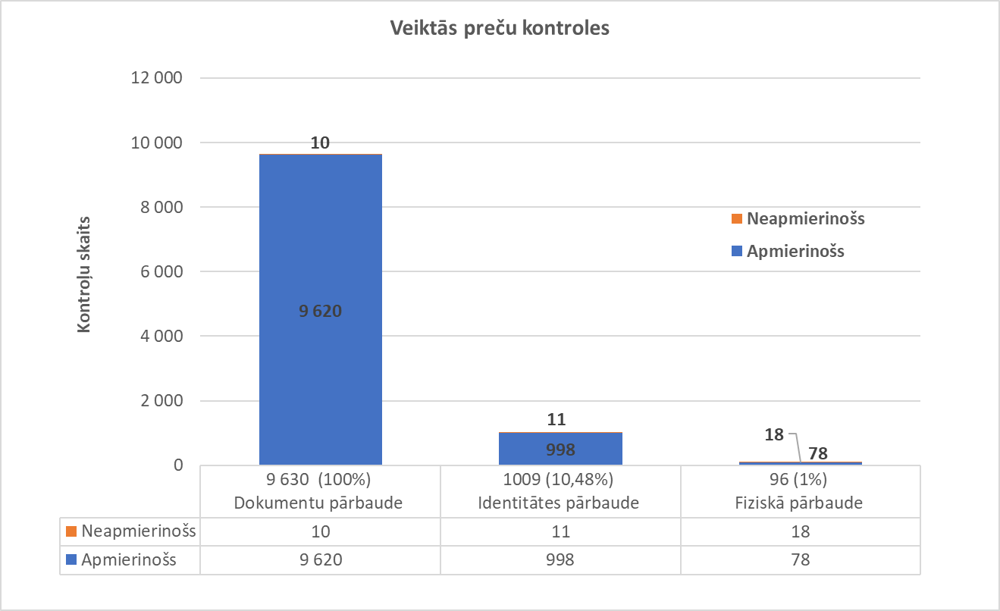 Veiktās preču kontroles
Kontroļu skaits
12 000
10 000
8 000
6 000
4 000
2 000
0
10
9 620
11
998
18
78
Neapmierinošs
Apmierinošs
9 630  (100%) 1009 (10,48%) 96 (1%)
Dokumentu pārbaude Identitātes pārbaude Fiziskā pārbaude
Neapmierinošs 10 11 18
Apmierinošs 9 620 998 78